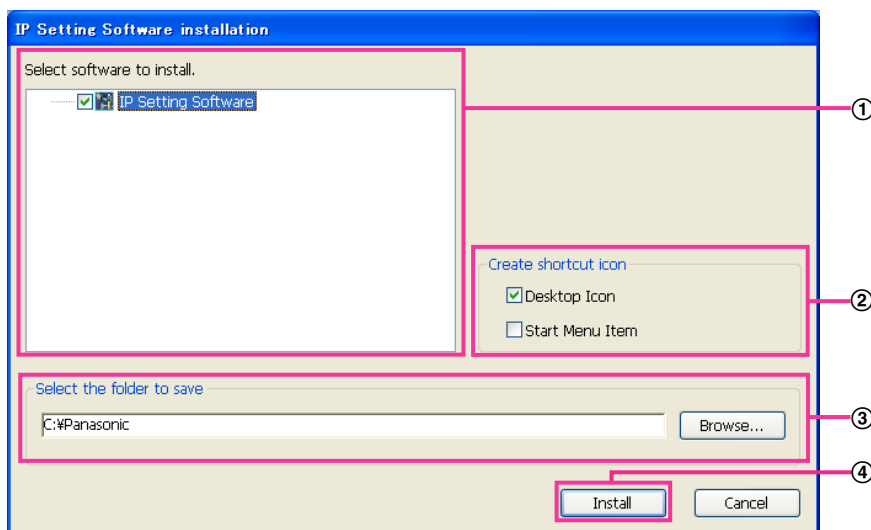 IP Setting Software installation
Select software to install.
IP Setting Software
①
Create shortcut icon
Desktop Icon
②
Start Menu Item
Select the folder to save
C:¥Panasonic
Browse...
③
④
Install
Cancel